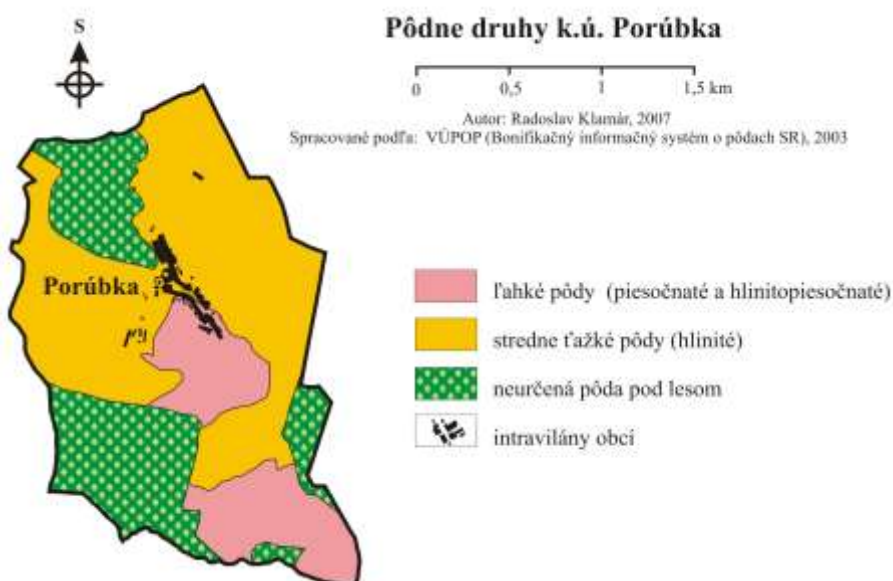 Pôdne druhy k.ú. Porúbka
S
0 0,5 1 1,5 km
Autor: Radoslav Klamár, 2007
Spracované podľa: VÚPOP (Bonifikačný informačný systém o pôdach SR), 2003
Porúbka
ľahké pôdy (piesočnaté a hlinitopiesočnaté)
stredne ťažké pôdy (hlinité)
neurčená pôda pod lesom
intravilány obcí